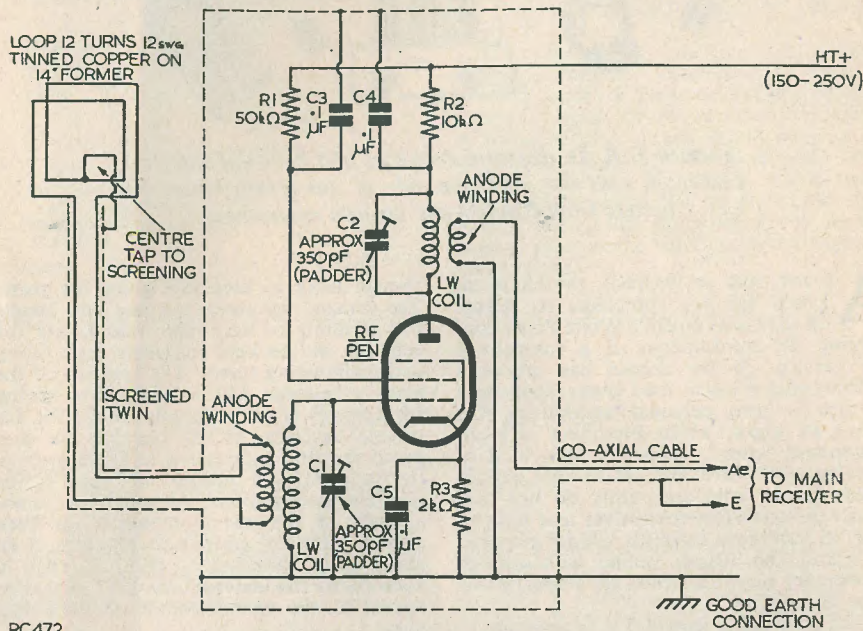 LOOP 12 TURNS 12SWG
TINNED COPPER ON
14" FORMER
CENTRE
TAP TO
SCREENING
SCREENED
TWIN
ANODE
WINDING
LW
COIL
C1
APPROX
350pF
(PADDER)
R1
50kΩ
C3
.1
μF
C4
.1
μF
R2
10kΩ
HT+
(150-250V)
C2
APPROX
350pF
(PADDER)
ANODE
WINDING
LW
COIL
RF
PEN
C5
.1
μF
R3
2kΩ
CO-AXIAL CABLE
Ae
E
TO MAIN
RECEIVER
GOOD EARTH
CONNECTION
RC472